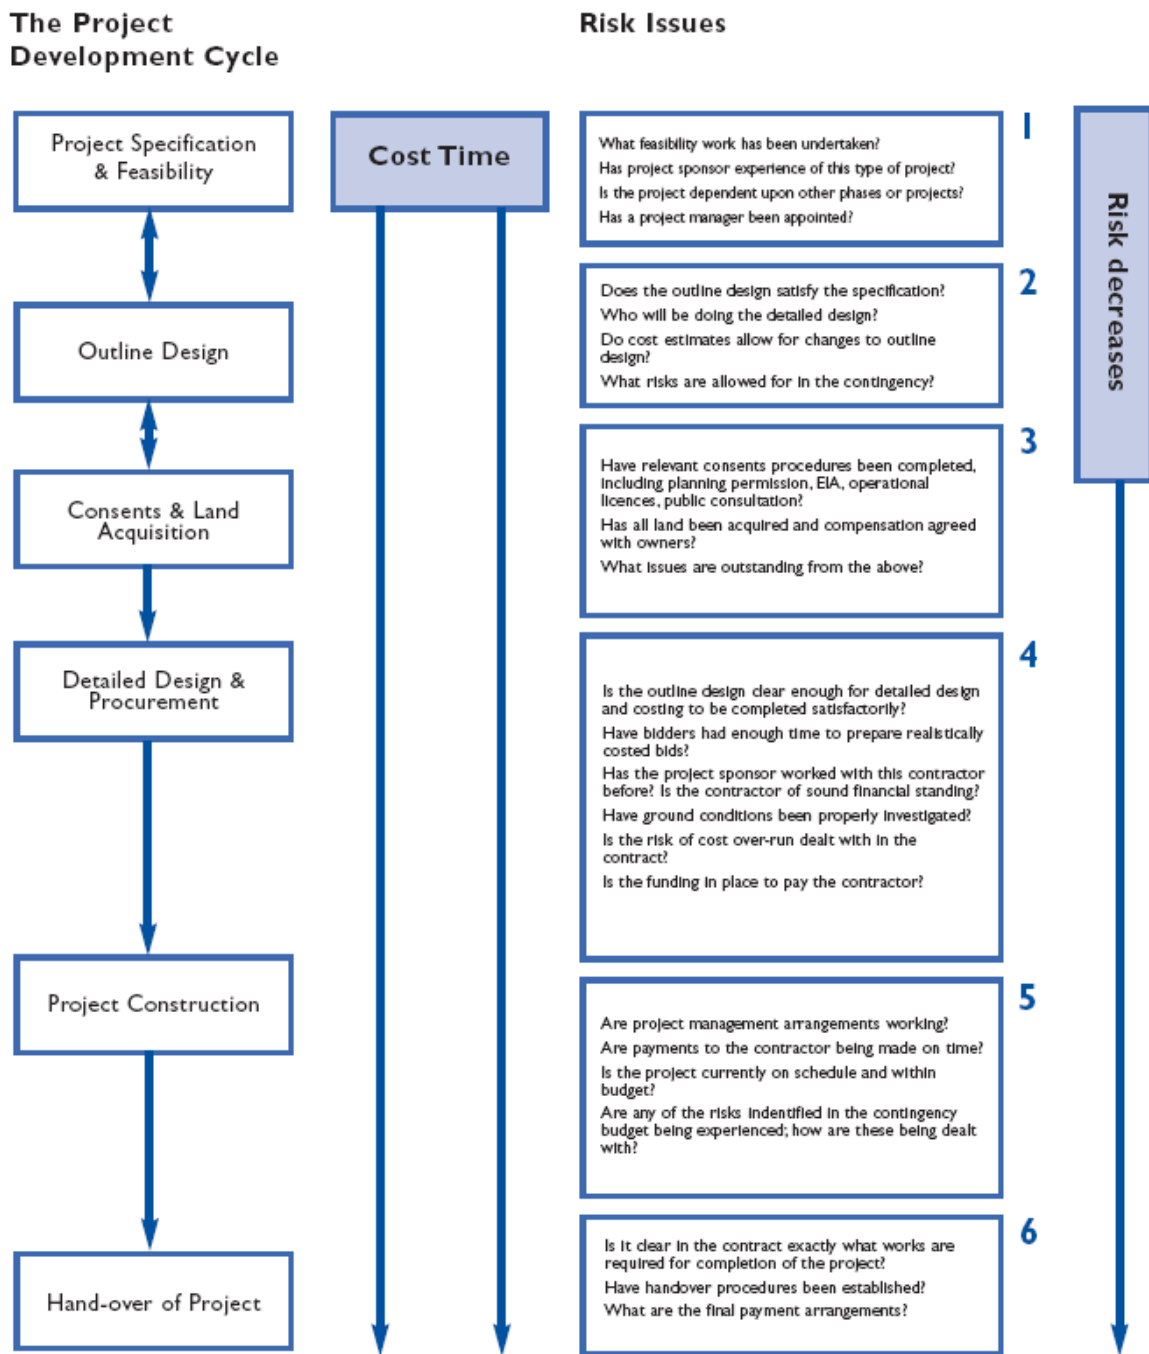 The Project
Development Cycle
Risk Issues
Project Specification
& Feasibility
Outline Design
Consents & Land
Acquisition
Detailed Design &
Procurement
Project Construction
Hand-over of Project
Cost Time
1
What feasibility work has been undertaken?
Has project sponsor experience of this type of project?
Is the project dependent upon other phases or projects?
Has a project manager been appointed?
2
Does the outline design satisfy the specification?
Who will be doing the detailed design?
Do cost estimates allow for changes to outline
design?
What risks are allowed for in the contingency?
3
Have relevant consents procedures been completed,
including planning permission, EIA, operational
licences, public consultation?
Has all land been acquired and compensation agreed
with owners?
What issues are outstanding from the above?
4
Is the outline design clear enough for detailed design
and costing to be completed satisfactorily?
Have bidders had enough time to prepare realistically
costed bids?
Has the project sponsor worked with this contractor
before? Is the contractor of sound financial standing?
Have ground conditions been properly investigated?
Is the risk of cost over-run dealt with in the
contract?
Is the funding in place to pay the contractor?
5
Are project management arrangements working?
Are payments to the contractor being made on time?
Is the project currently on schedule and within
budget?
Are any of the risks indentified in the contingency
budget being experienced; how are these being dealt
with?
6
Is it clear in the contract exactly what works are
required for completion of the project?
Have handover procedures been established?
What are the final payment arrangements?
Risk decreases